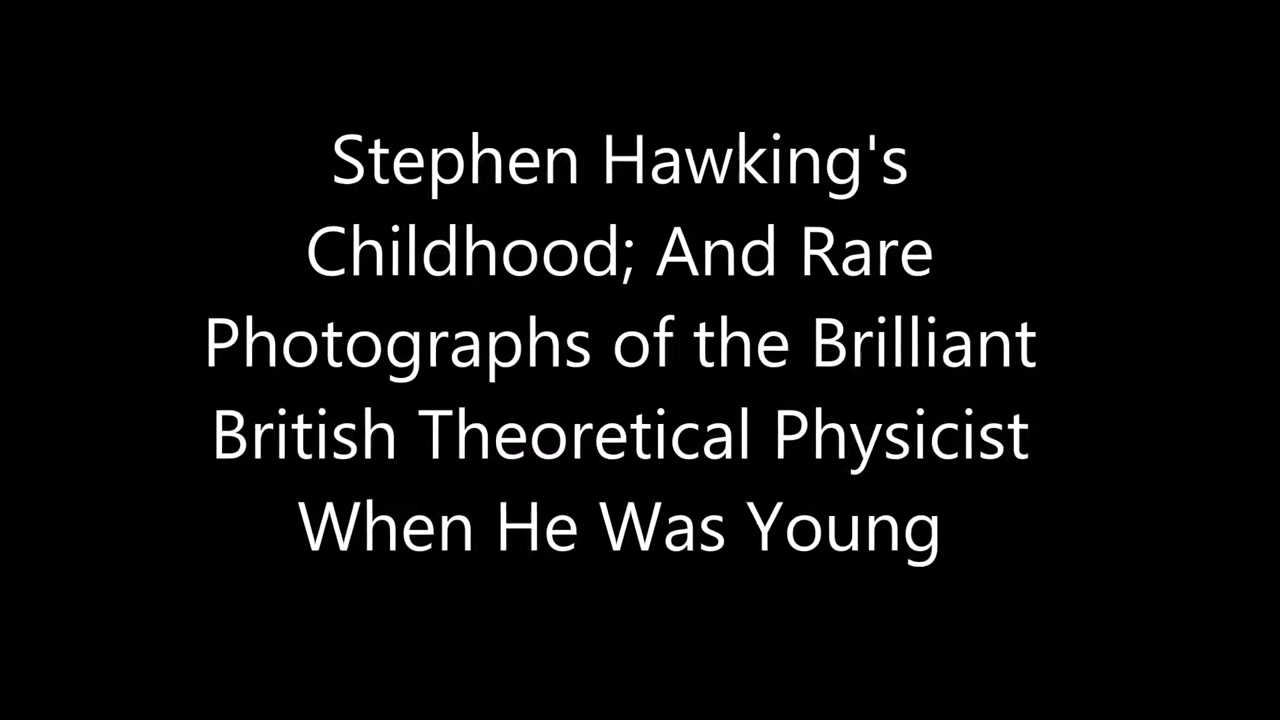 Stephen Hawking's
Childhood; And Rare
Photographs of the Brilliant
British Theoretical Physicist
When He Was Young